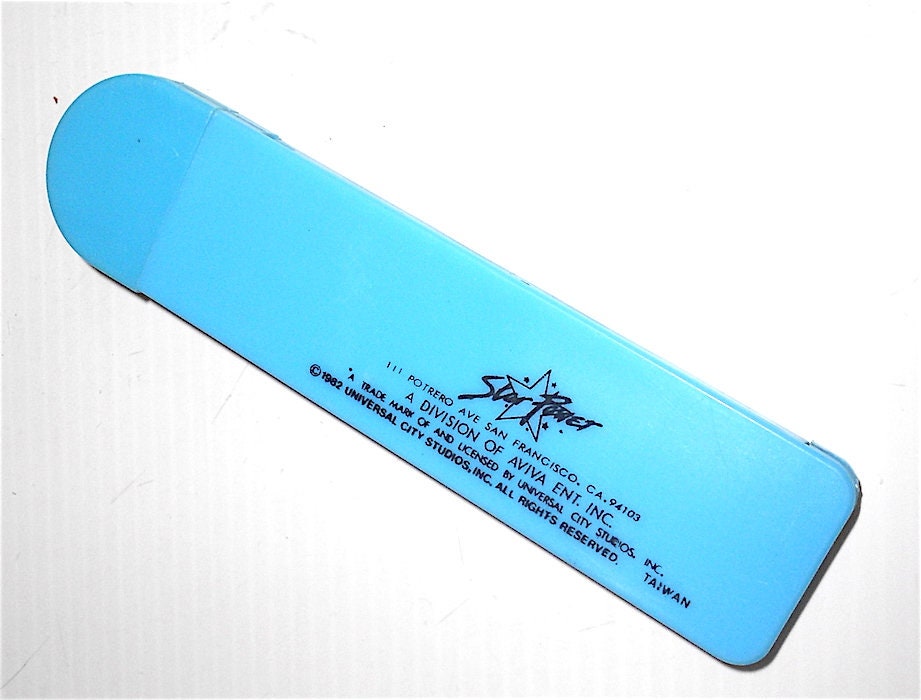 Star Power
111 POTRERO AVE SAN FRANCISCO, CA. 94103
A DIVISION OF AVIVA ENT. INC.
*A TRADE MARK OF AND LICENSED BY UNIVERSAL CITY STUDIOS, INC.
©1982 UNIVERSAL CITY STUDIOS, INC. ALL RIGHTS RESERVED. TAIWAN